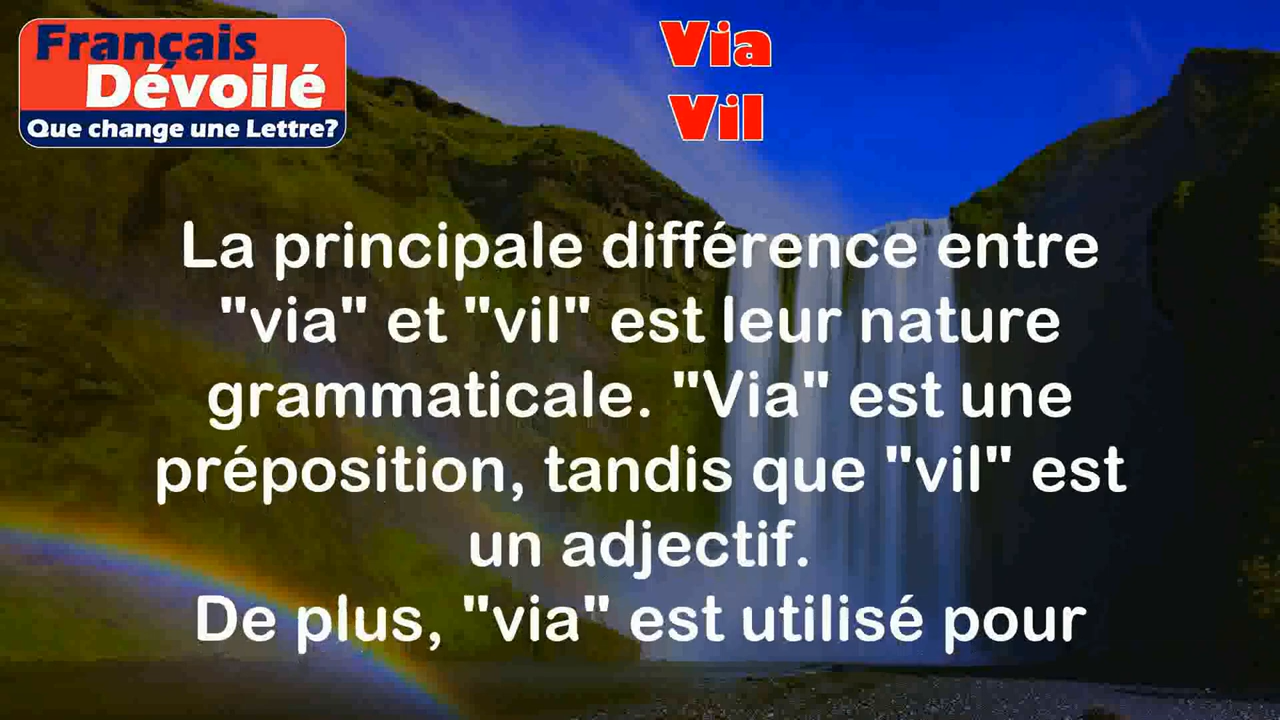 Français
Dévoilé
Que change une Lettre?
Via
Vil
La principale différence entre
"via" et "vil" est leur nature
grammaticale. "Via" est une
préposition, tandis que "vil" est
un adjectif.
De plus, "via" est utilisé pour